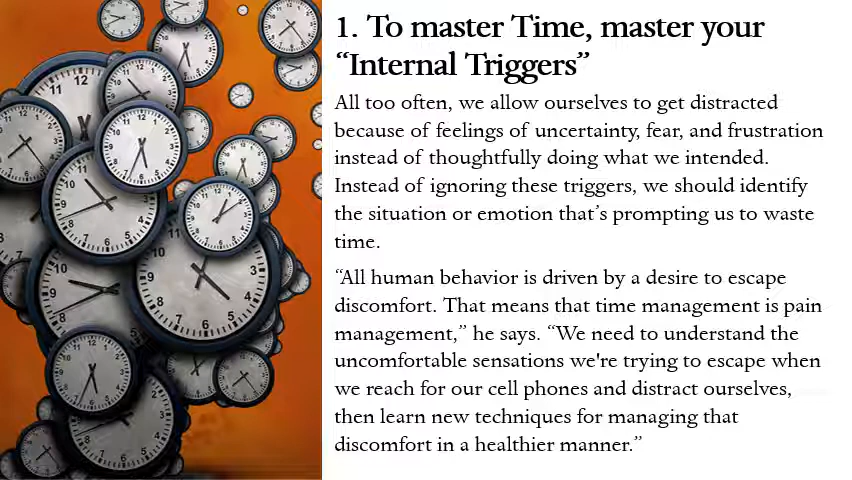 1. To master Time, master your
“Internal Triggers”
All too often, we allow ourselves to get distracted
because of feelings of uncertainty, fear, and frustration
instead of thoughtfully doing what we intended.
Instead of ignoring these triggers, we should identify
the situation or emotion that’s prompting us to waste
time.
“All human behavior is driven by a desire to escape
discomfort. That means that time management is pain
management,” he says. “We need to understand the
uncomfortable sensations we're trying to escape when
we reach for our cell phones and distract ourselves,
then learn new techniques for managing that
discomfort in a healthier manner.”